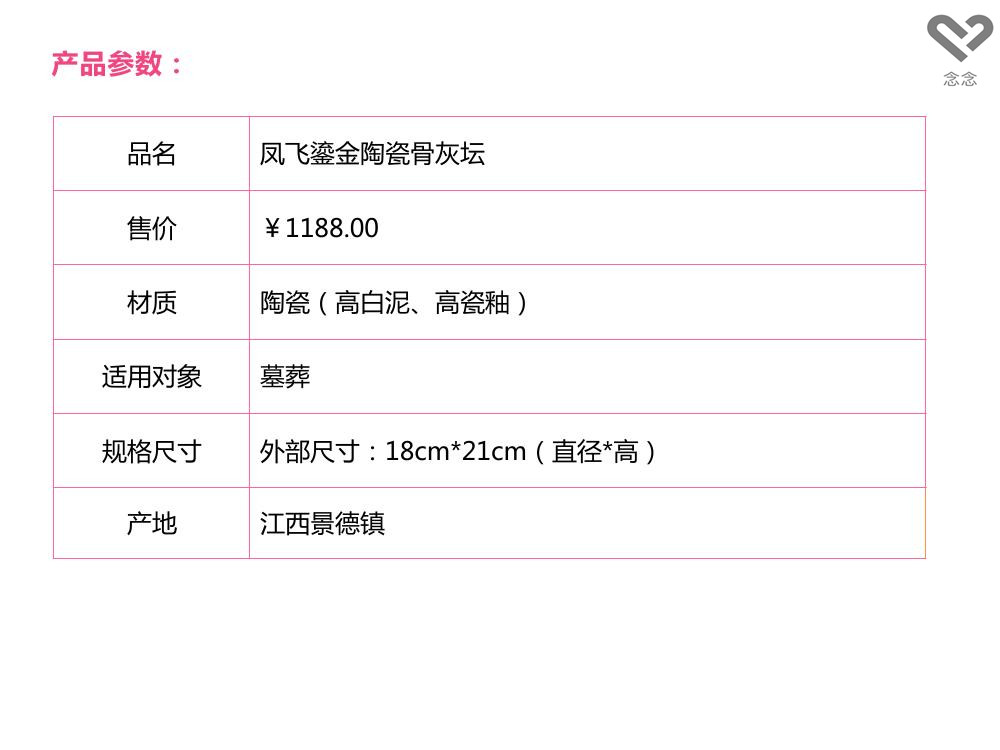 产品参数：
念念
品名 凤飞鎏金陶瓷骨灰坛
售价 ￥1188.00
材质 陶瓷（高白泥、高瓷釉）
适用对象 墓葬
规格尺寸 外部尺寸：18cm*21cm（直径*高）
产地 江西景德镇